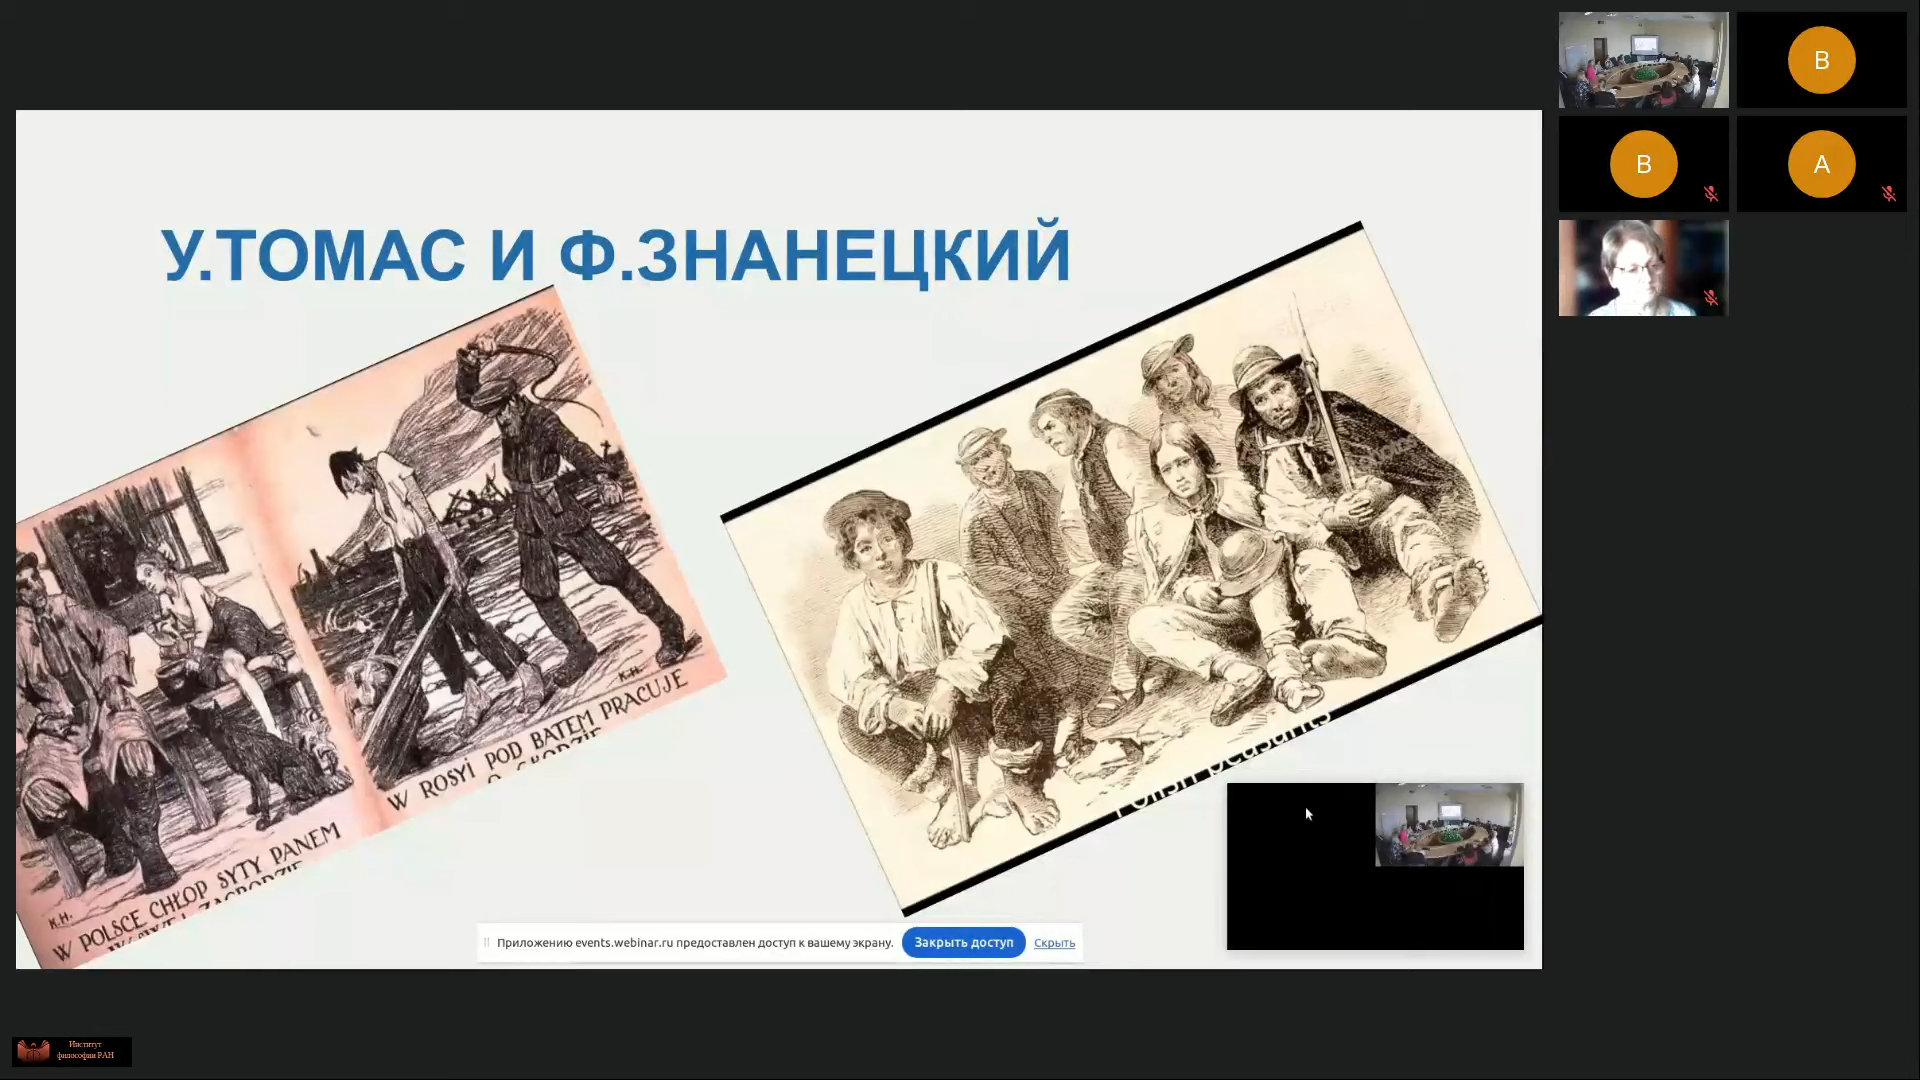 У.ТОМАС И Ф.ЗНАНЕЦКИЙ
K.H.
W POLSCE CHŁOP SYTY PANEM
K.H.
W ROSYI POD BATEM PRACUJE
Polish peasants
Приложению events.webinar.ru предоставлен доступ к вашему экрану.
Закрыть доступ
Скрыть
B
B
A
Институт
философии РАН